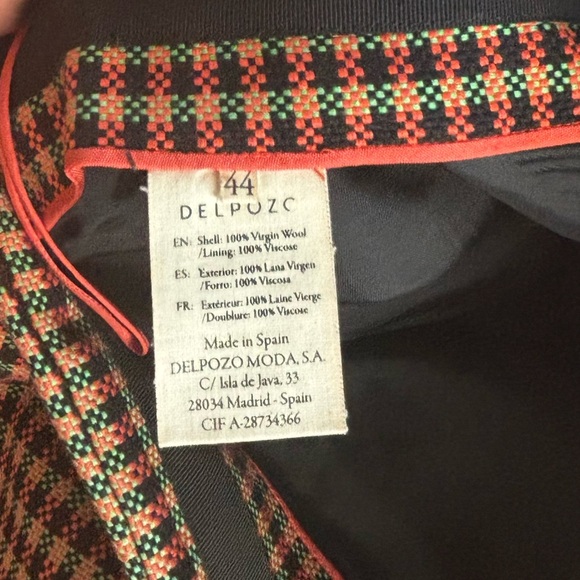 44
DELPOZO
EN: Shell: 100% Virgin Wool
/Lining: 100% Viscose
ES: Exterior: 100% Lana Virgen
/Forro: 100% Viscosa
FR: Extérieur: 100% Laine Vierge
/Doublure: 100% Viscose
Made in Spain
DELPOZO MODA, S.A.
C/ Isla de Java, 33
28034 Madrid - Spain
CIF A-28734366